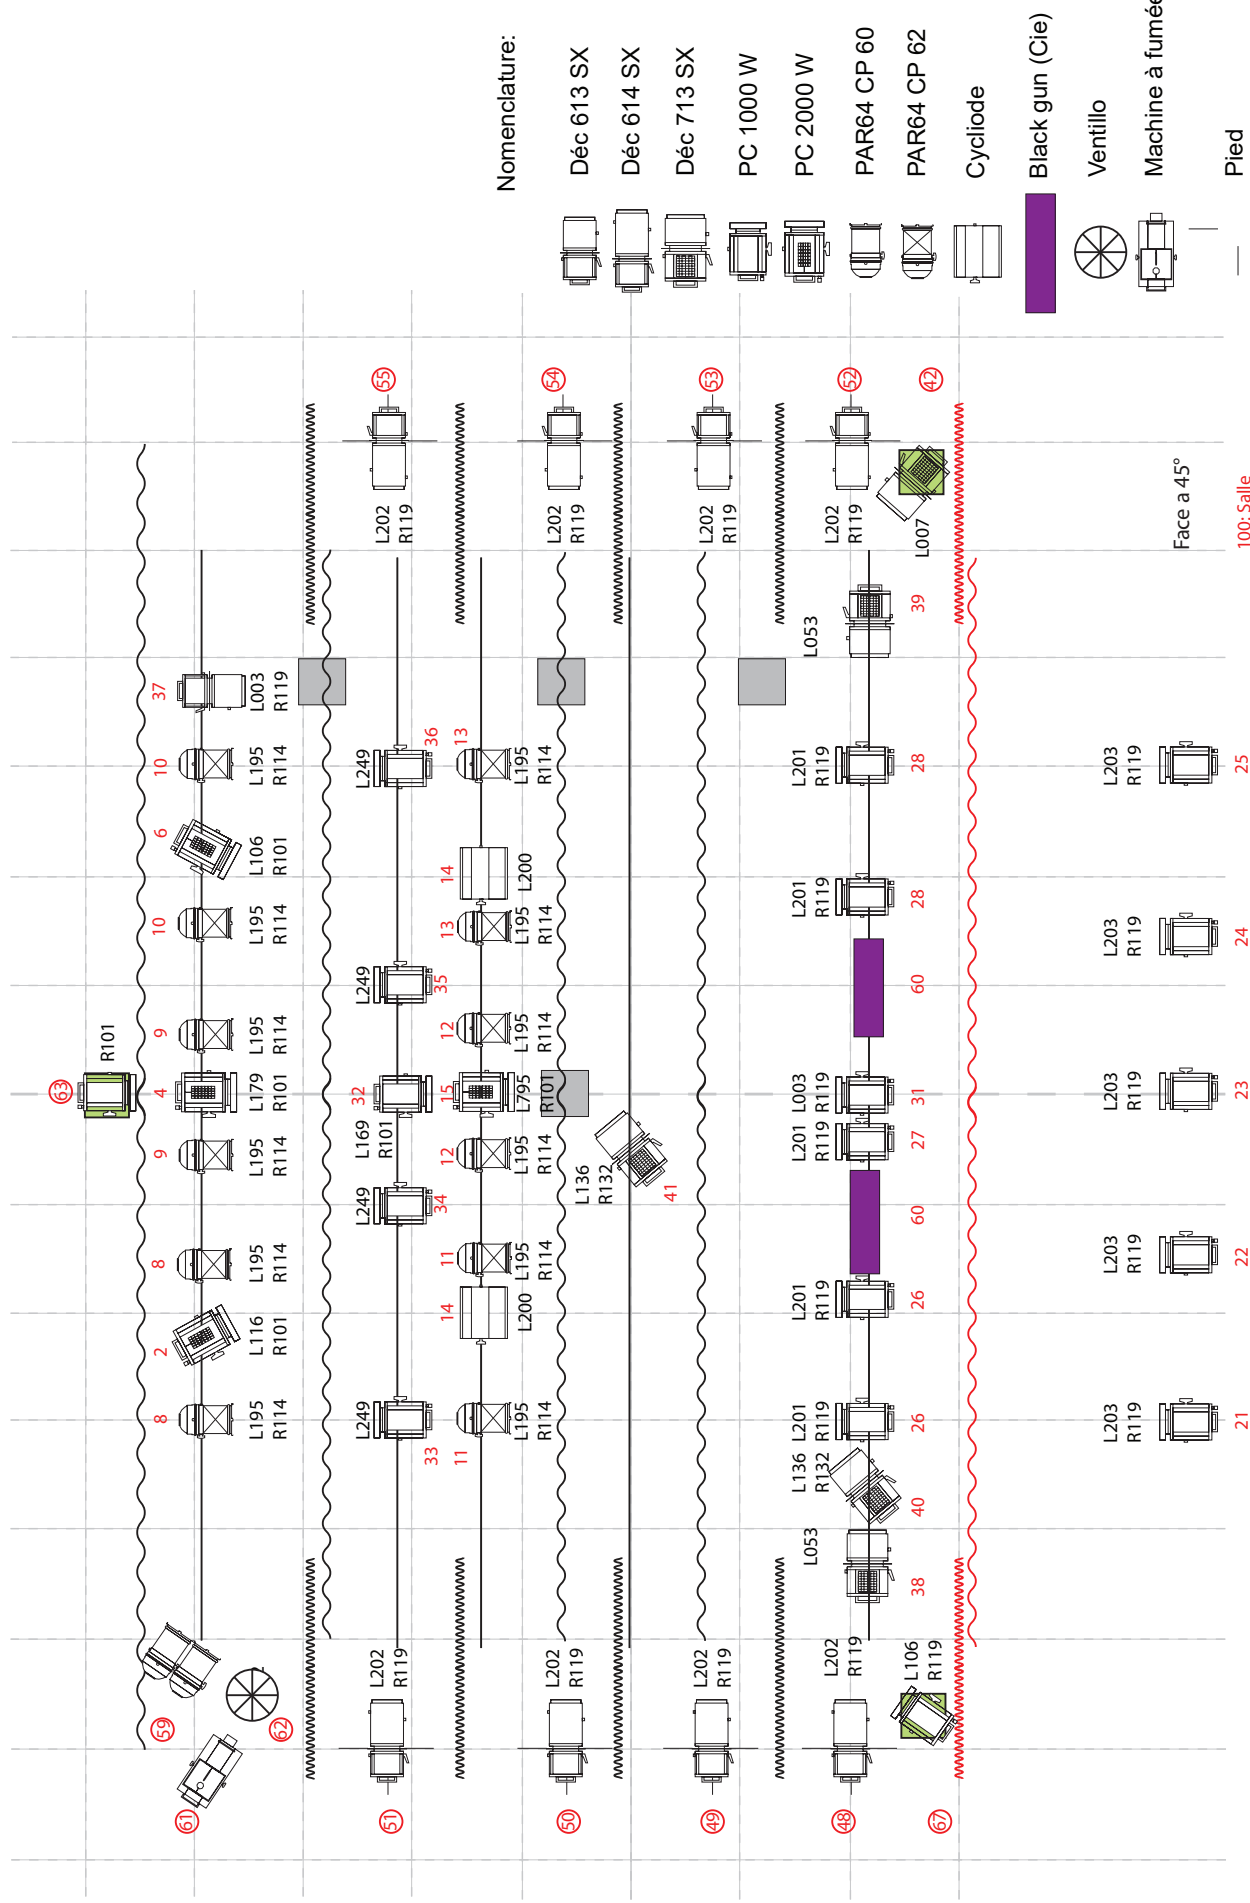 63
R101
59
61
62
8
L195
R114
2
L116
R101
8
L195
R114
9
L195
R114
4
L179
R101
9
L195
R114
10
L195
R114
6
L106
R101
10
L195
R114
37
L003
R119
51
L202
R119
L249
33
L249
34
32
L169
R101
L249
35
L249
36
L202
R119
55
11
L195
R114
14
L200
11
L195
R114
12
L195
R114
15
L795
R101
12
L195
R114
13
L195
R114
14
L200
13
L195
R114
50
L202
R119
L136
R132
41
L202
R119
54
49
L202
R119
L202
R119
53
48
L202
R119
67
L106
R119
L053
38
L136
R132
40
L201
R119
26
L201
R119
26
60
L201
R119
27
L003
R119
31
60
L201
R119
28
L201
R119
28
L053
39
L202
R119
52
L007
42
L203
R119
21
L203
R119
22
L203
R119
23
L203
R119
24
L203
R119
25
Face a 45°
100: Salle
Nomenclature:
Déc 613 SX
Déc 614 SX
Déc 713 SX
PC 1000 W
PC 2000 W
PAR64 CP 60
PAR64 CP 62
Cycliode
Black gun (Cie)
Ventillo
Machine à fumée
Pied